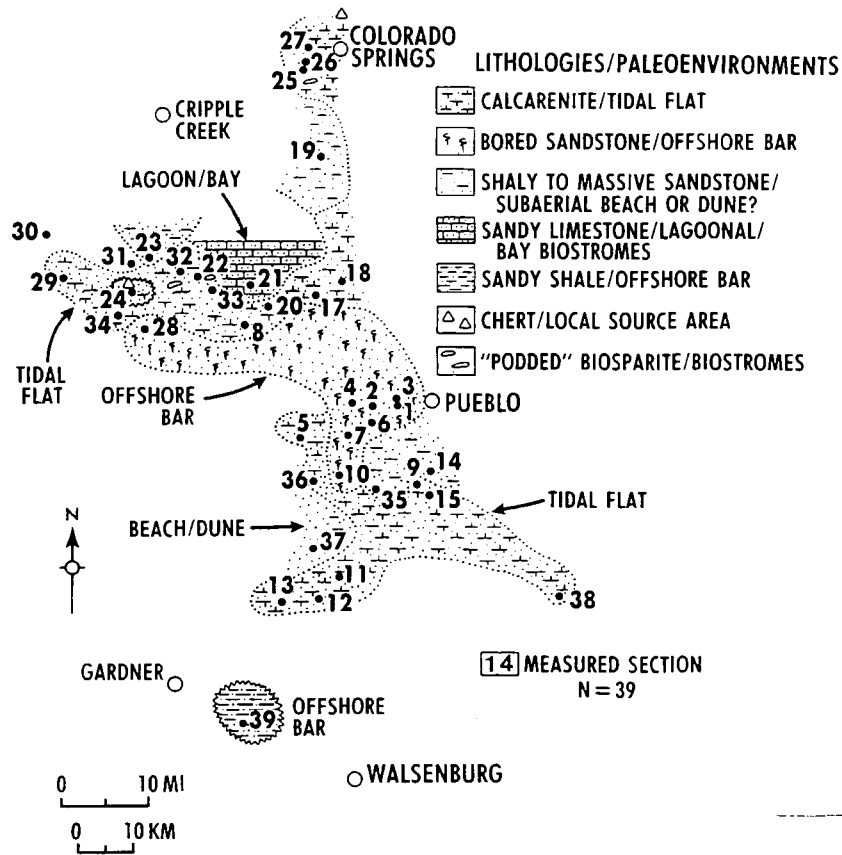 COLORADO
SPRINGS
27
26
25
CRIPPLE
CREEK
19
LAGOON/BAY
LITHOLOGIES/PALEOENVIRONMENTS
CALCARENITE/TIDAL FLAT
BORED SANDSTONE/OFFSHORE BAR
SHALY TO MASSIVE SANDSTONE/
SUBAERIAL BEACH OR DUNE?
SANDY LIMESTONE/LAGOONAL/
BAY BIOSTROMES
SANDY SHALE/OFFSHORE BAR
CHERT/LOCAL SOURCE AREA
"PODDED" BIOSPARITE/BIOSTROMES
30
23
31
32
22
29
24
21
18
33
20
17
34
28
8
TIDAL
FLAT
OFFSHORE
BAR
4
2
3
1
PUEBLO
5
7
6
36
10
9
14
35
15
TIDAL FLAT
BEACH/DUNE
N
37
11
13
12
38
GARDNER
14 MEASURED SECTION
N = 39
39
OFFSHORE
BAR
WALSENBURG
0 10 MI
0 10 KM